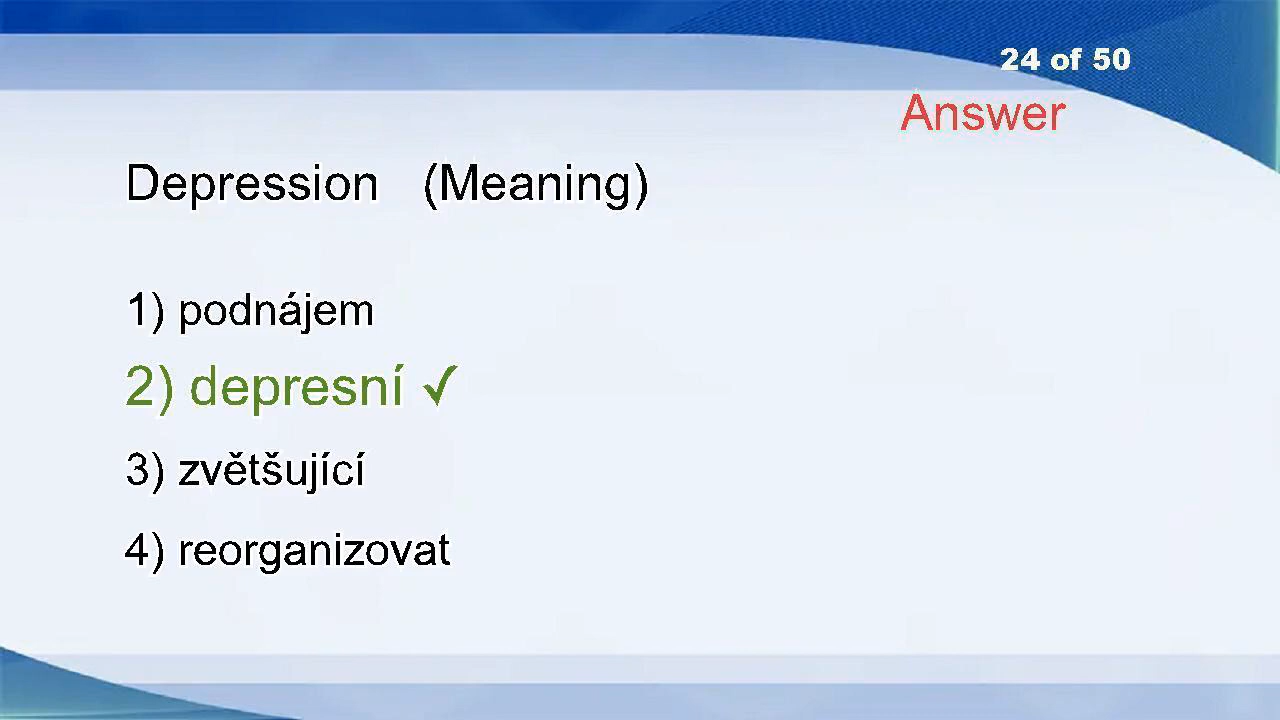 24 of 50
Answer
Depression (Meaning)
1) podnájem
2) depresní ✓
3) zvětšující
4) reorganizovat